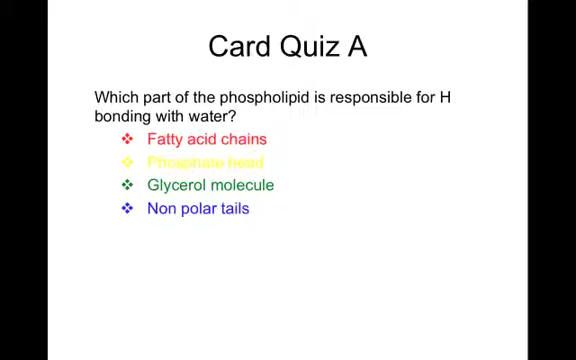 Card Quiz A
Which part of the phospholipid is responsible for H
bonding with water?
❖ Fatty acid chains
❖ Phosphate head
❖ Glycerol molecule
❖ Non polar tails